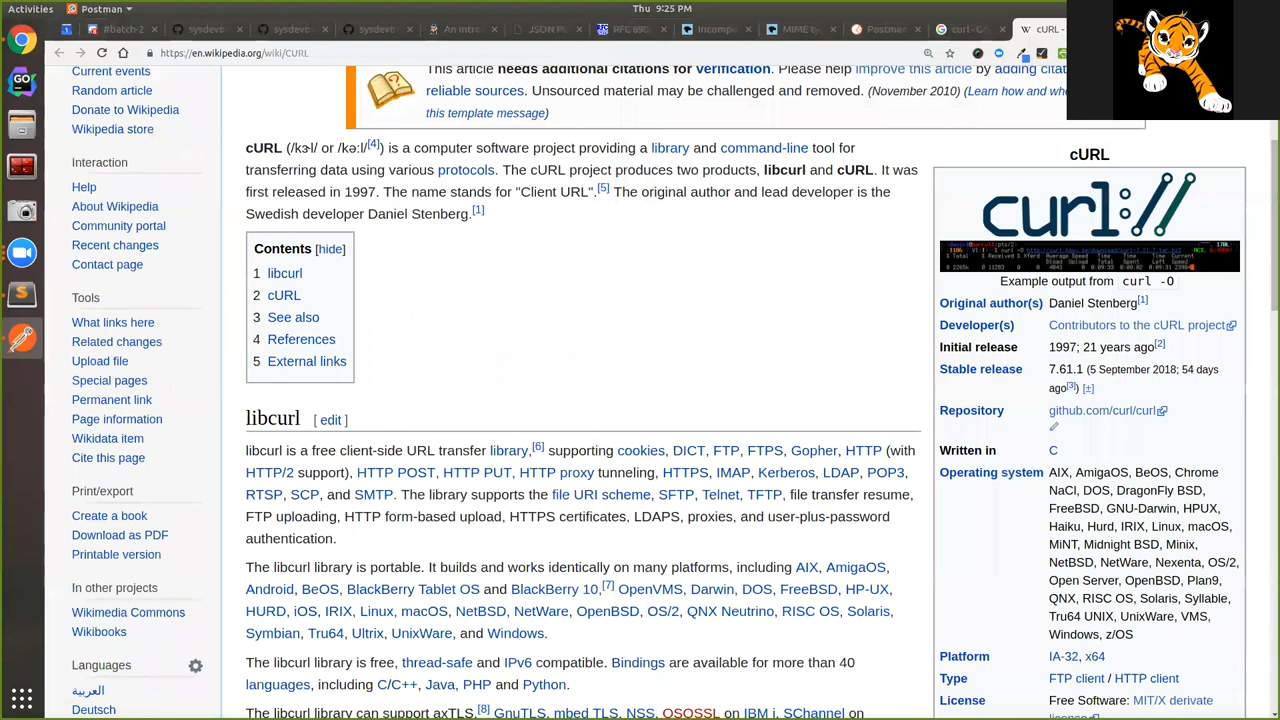 Activities Postman Thu 9:25 PM
#batch-2 sysdevb sysdevt sysdevb An Intro JSON Pa RFC 690 Incomp MIME ty Postman curl - Go W cURL -
https://en.wikipedia.org/wiki/CURL
Current events
Random article
Donate to Wikipedia
Wikipedia store
Interaction
Help
About Wikipedia
Community portal
Recent changes
Contact page
Tools
What links here
Related changes
Upload file
Special pages
Permanent link
Page information
Wikidata item
Cite this page
Print/export
Create a book
Download as PDF
Printable version
In other projects
Wikimedia Commons
Wikibooks
Languages
العربية
Deutsch
This article needs additional citations for verification. Please help improve this article by adding
reliable sources. Unsourced material may be challenged and removed. (November 2010) (Learn how and
this template message)
cURL (/kɜːl/ or /kəːl/[4]) is a computer software project providing a library and command-line tool for
transferring data using various protocols. The cURL project produces two products, libcurl and cURL. It was
first released in 1997. The name stands for "Client URL".[5] The original author and lead developer is the
Swedish developer Daniel Stenberg.[1]
Contents [hide]
1 libcurl
2 cURL
3 See also
4 References
5 External links
libcurl [ edit ]
libcurl is a free client-side URL transfer library,[6] supporting cookies, DICT, FTP, FTPS, Gopher, HTTP (with
HTTP/2 support), HTTP POST, HTTP PUT, HTTP proxy tunneling, HTTPS, IMAP, Kerberos, LDAP, POP3,
RTSP, SCP, and SMTP. The library supports the file URI scheme, SFTP, Telnet, TFTP, file transfer resume,
FTP uploading, HTTP form-based upload, HTTPS certificates, LDAPS, proxies, and user-plus-password
authentication.
The libcurl library is portable. It builds and works identically on many platforms, including AIX, AmigaOS,
Android, BeOS, BlackBerry Tablet OS and BlackBerry 10,[7] OpenVMS, Darwin, DOS, FreeBSD, HP-UX,
HURD, iOS, IRIX, Linux, macOS, NetBSD, NetWare, OpenBSD, OS/2, QNX Neutrino, RISC OS, Solaris,
Symbian, Tru64, Ultrix, UnixWare, and Windows.
The libcurl library is free, thread-safe and IPv6 compatible. Bindings are available for more than 40
languages, including C/C++, Java, PHP and Python.
The libcurl library can support axTLS,[8] GnuTLS, mbed TLS, NSS, OSOSSL on IBM i, SChannel on
cURL
curl://
Example output from curl -O
Original author(s) Daniel Stenberg[1]
Developer(s) Contributors to the cURL project
Initial release 1997; 21 years ago[2]
Stable release 7.61.1 (5 September 2018; 54 days
ago[3]) [±]
Repository github.com/curl/curl
Written in C
Operating system AIX, AmigaOS, BeOS, Chrome
NaCl, DOS, DragonFly BSD,
FreeBSD, GNU-Darwin, HPUX,
Haiku, Hurd, IRIX, Linux, macOS,
MiNT, Midnight BSD, Minix,
NetBSD, NetWare, Nexenta, OS/2,
Open Server, OpenBSD, Plan9,
QNX, RISC OS, Solaris, Syllable,
Tru64 UNIX, UnixWare, VMS,
Windows, z/OS
Platform IA-32, x64
Type FTP client / HTTP client
License Free Software: MIT/X derivate